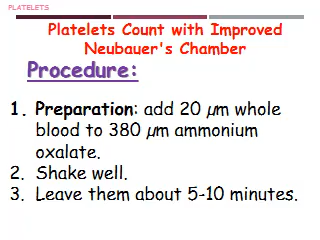 PLATELETS
Platelets Count with Improved
Neubauer's Chamber
Procedure:
1. Preparation: add 20 µm whole
blood to 380 µm ammonium
oxalate.
2. Shake well.
3. Leave them about 5-10 minutes.